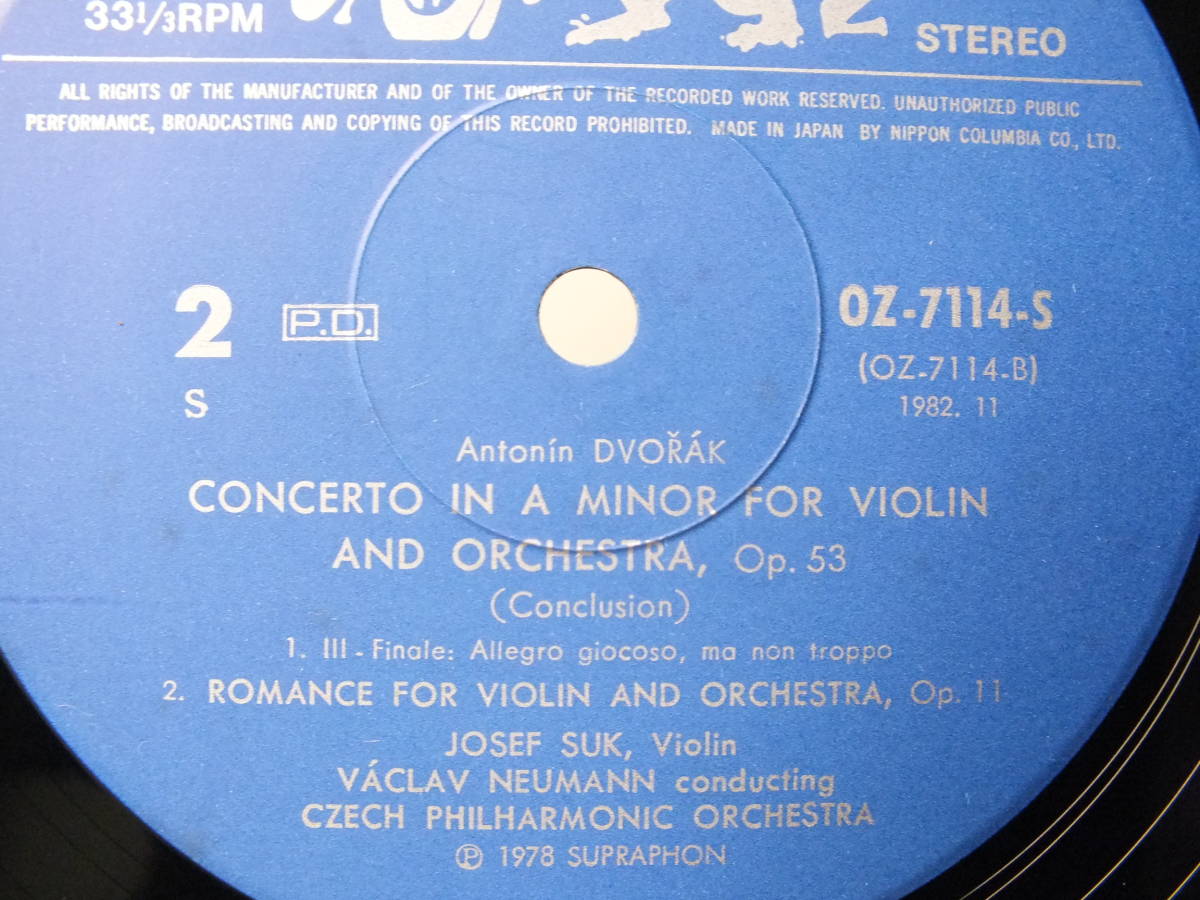 33⅓RPM
STEREO
ALL RIGHTS OF THE MANUFACTURER AND OF THE OWNER OF THE RECORDED WORK RESERVED. UNAUTHORIZED PUBLIC
PERFORMANCE, BROADCASTING AND COPYING OF THIS RECORD PROHIBITED. MADE IN JAPAN BY NIPPON COLUMBIA CO., LTD.
2
P.D.
S
OZ-7114-S
(OZ-7114-B)
1982. 11
Antonín DVOŘÁK
CONCERTO IN A MINOR FOR VIOLIN
AND ORCHESTRA, Op. 53
(Conclusion)
1. III - Finale: Allegro giocoso, ma non troppo
2. ROMANCE FOR VIOLIN AND ORCHESTRA, Op. 11
JOSEF SUK, Violin
VÁCLAV NEUMANN conducting
CZECH PHILHARMONIC ORCHESTRA
Ⓟ 1978 SUPRAPHON